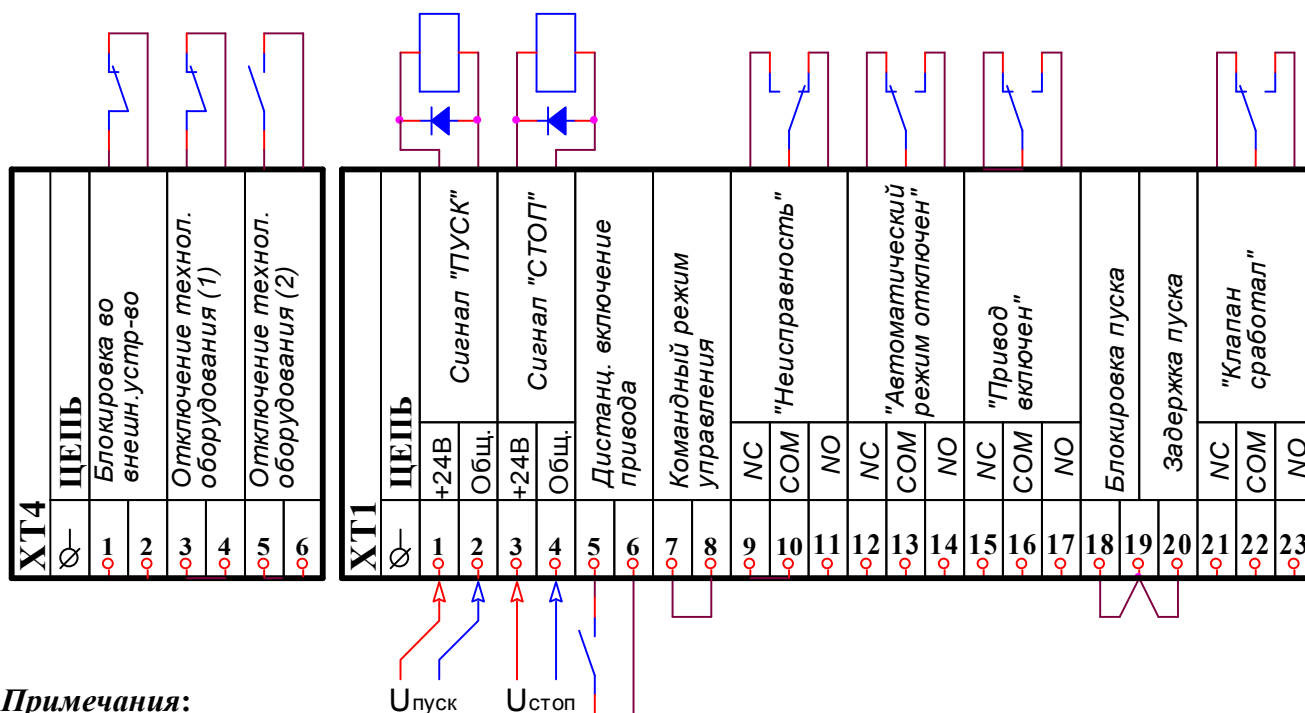 ХТ4
ЦЕПЬ
Блокировка во
внешн.устр-во
Отключение технол.
оборудования (1)
Отключение технол.
оборудования (2)
1 2 3 4 5 6
ХТ1
ЦЕПЬ
Сигнал "ПУСК"
+24В
Общ.
Сигнал "СТОП"
+24В
Общ.
Дистанц. включение
привода
Командный режим
управления
"Неисправность"
NC
COM
NO
"Автоматический
режим отключен"
NC
COM
NO
"Привод
включен"
NC
COM
NO
Блокировка пуска
Задержка пуска
"Клапан
сработал"
NC
COM
NO
1 2 3 4 5 6 7 8 9 10 11 12 13 14 15 16 17 18 19 20 21 22 23
Uпуск Uстоп
Примечания: